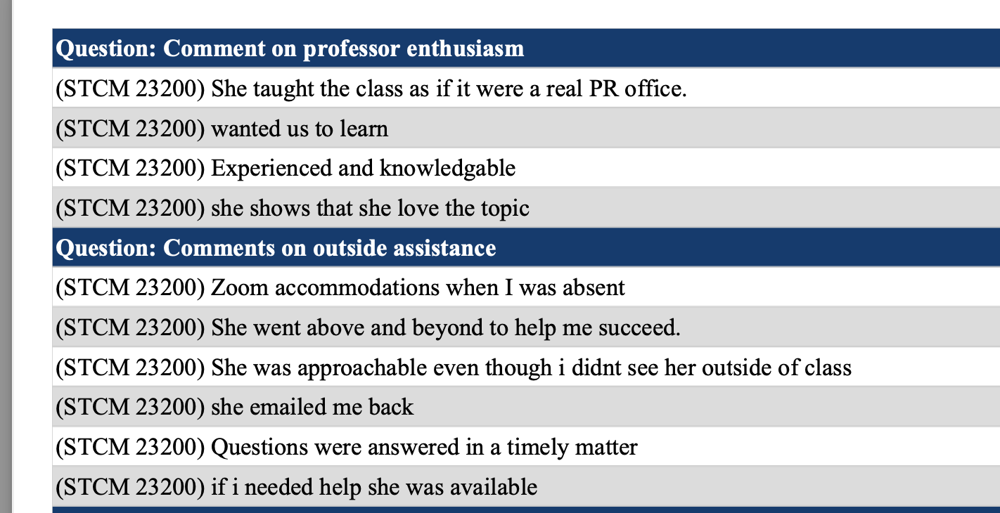 Question: Comment on professor enthusiasm
(STCM 23200) She taught the class as if it were a real PR office.
(STCM 23200) wanted us to learn
(STCM 23200) Experienced and knowledgable
(STCM 23200) she shows that she love the topic
Question: Comments on outside assistance
(STCM 23200) Zoom accommodations when I was absent
(STCM 23200) She went above and beyond to help me succeed.
(STCM 23200) She was approachable even though i didnt see her outside of class
(STCM 23200) she emailed me back
(STCM 23200) Questions were answered in a timely matter
(STCM 23200) if i needed help she was available